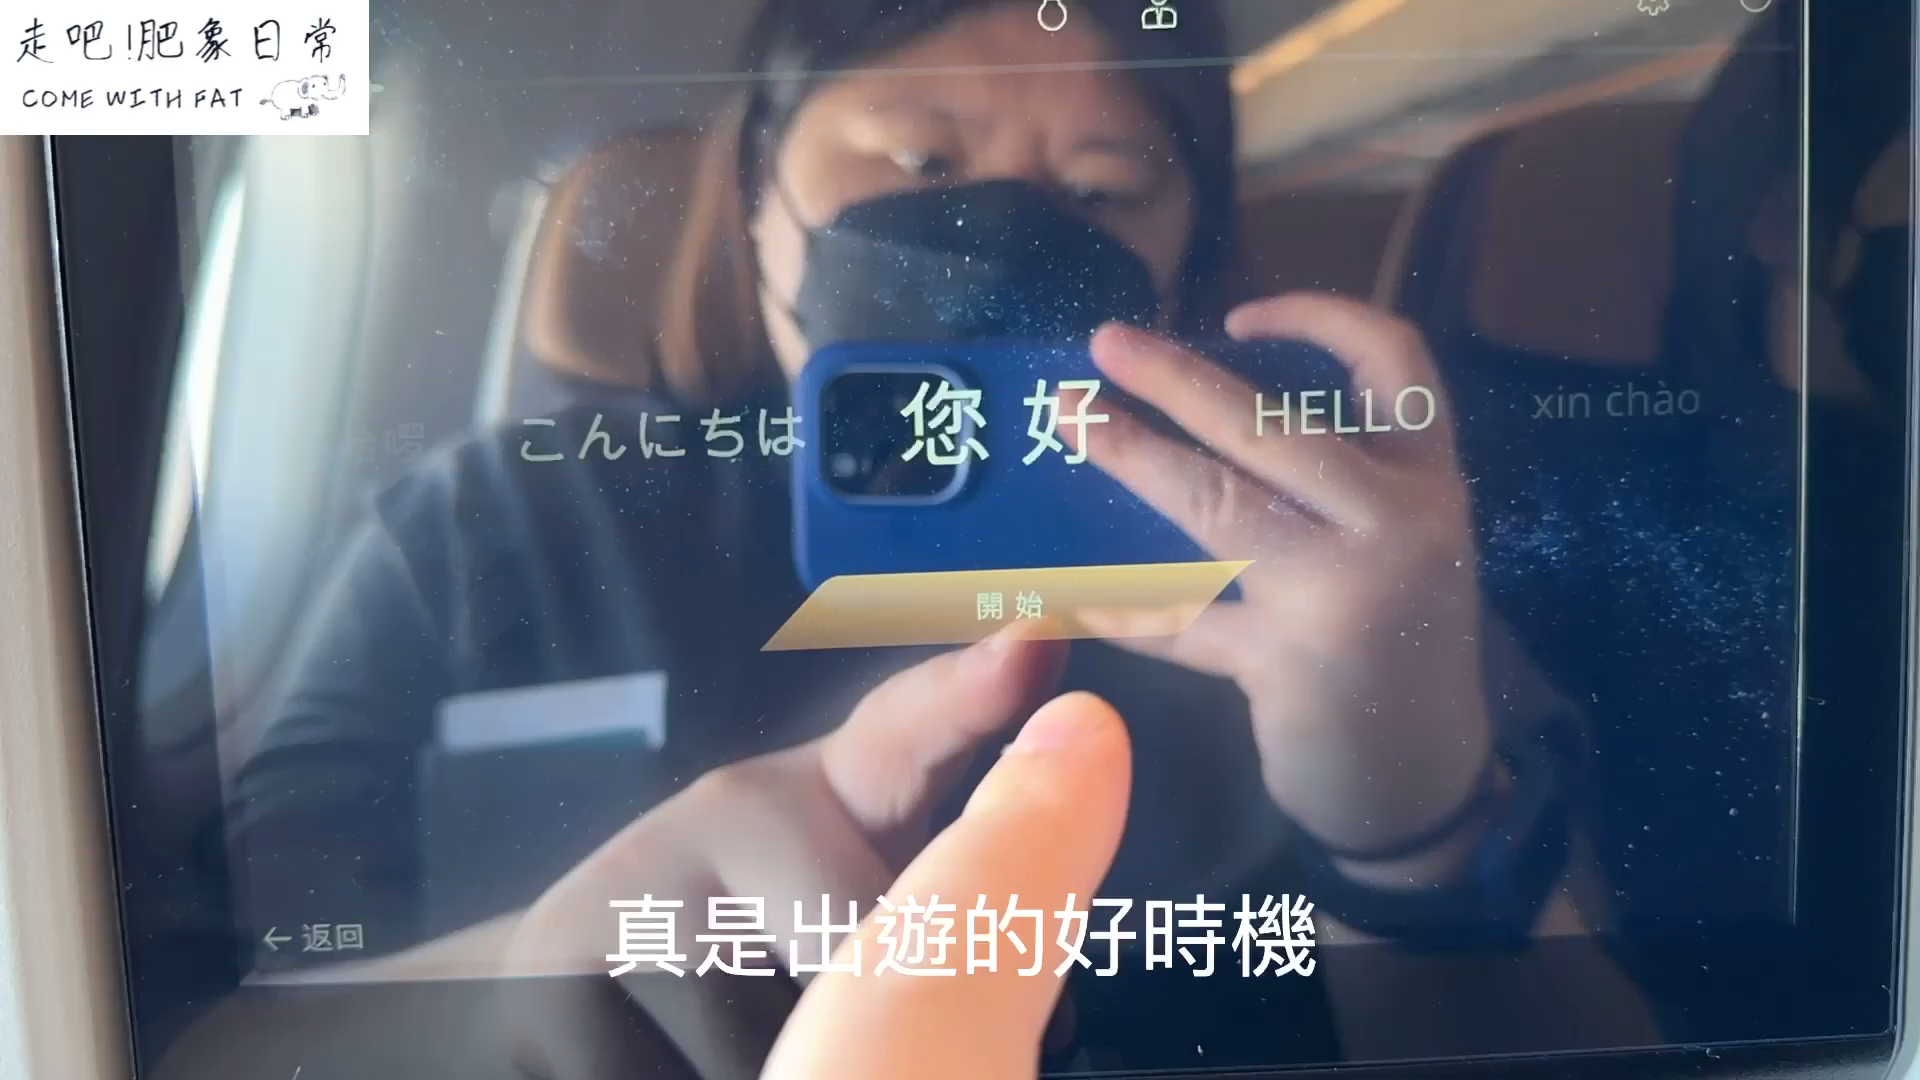 走吧!肥象日常
COME WITH FAT
こんにちは
您好
HELLO
xin chào
開始
← 返回
真是出遊的好時機